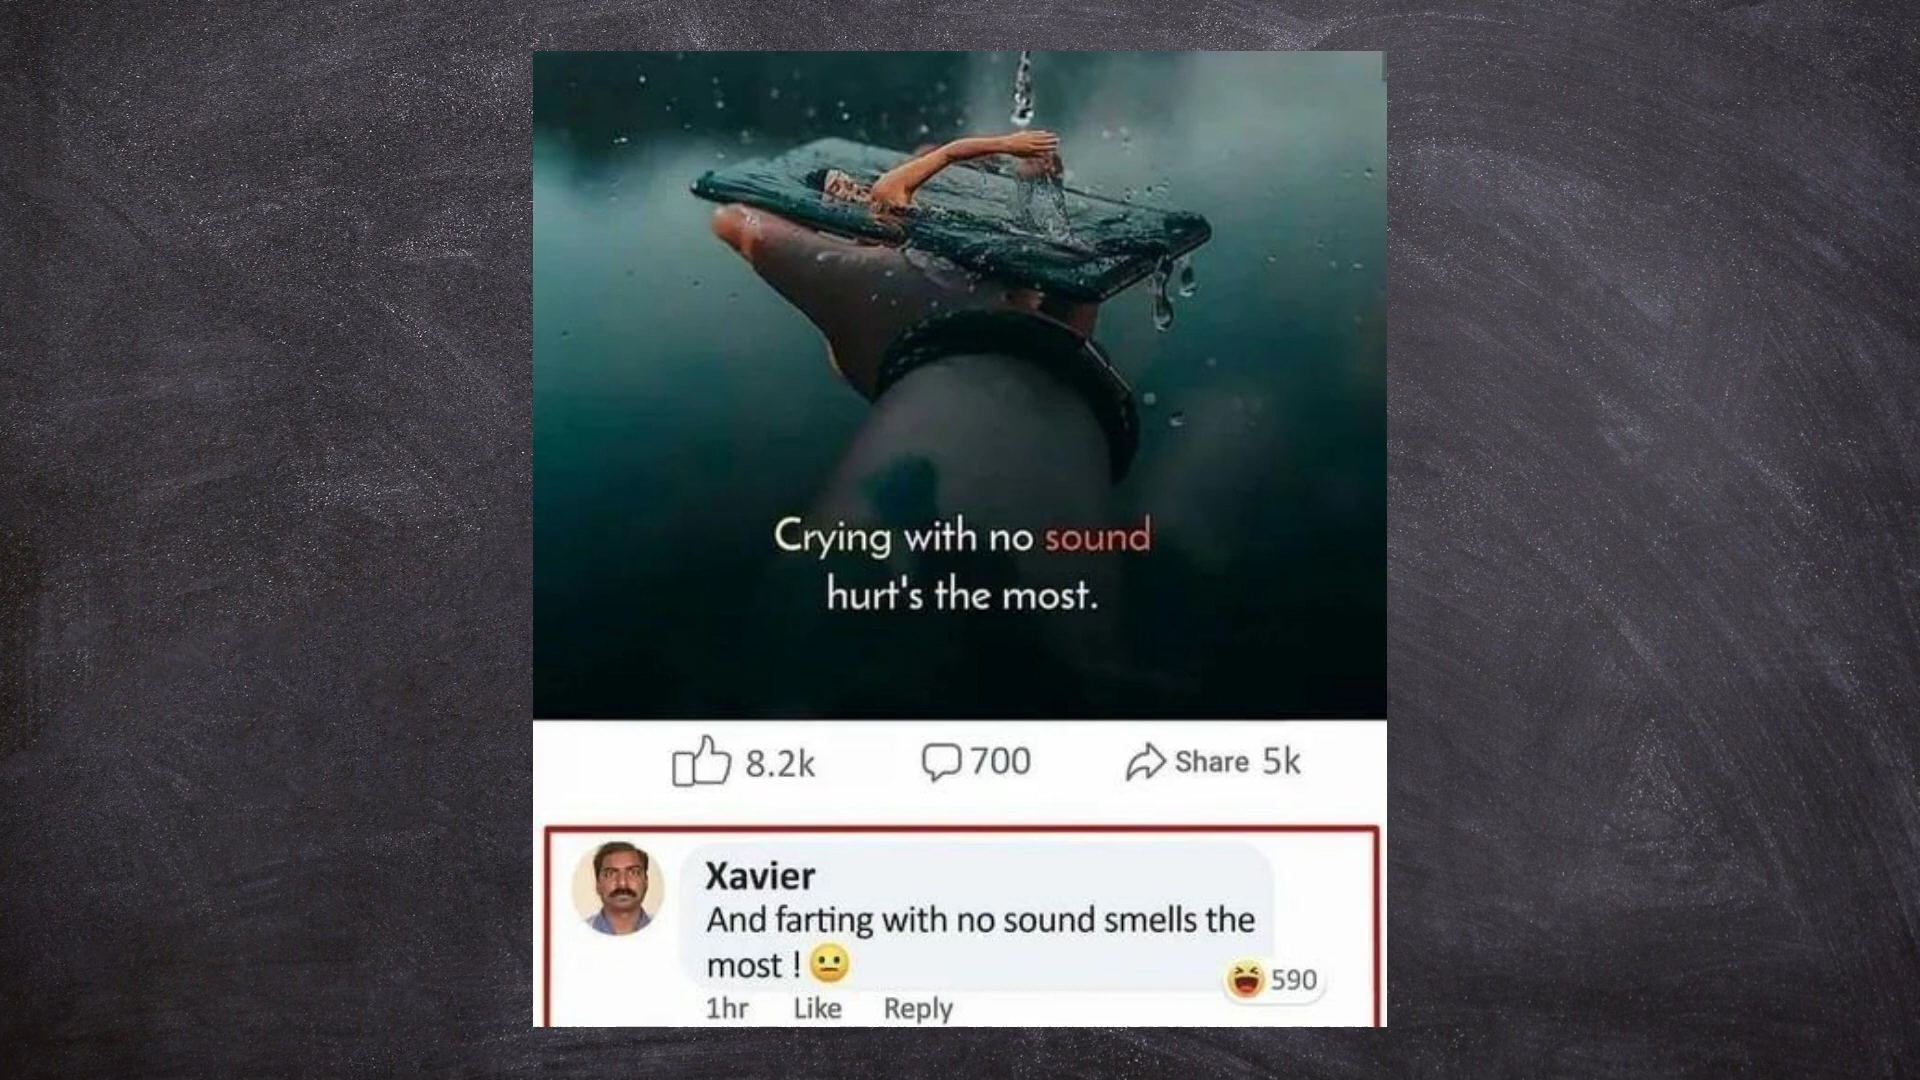 Crying with no sound
hurt's the most.
8.2k 700 Share 5k
Xavier
And farting with no sound smells the
most ! 😐
590
1hr Like Reply